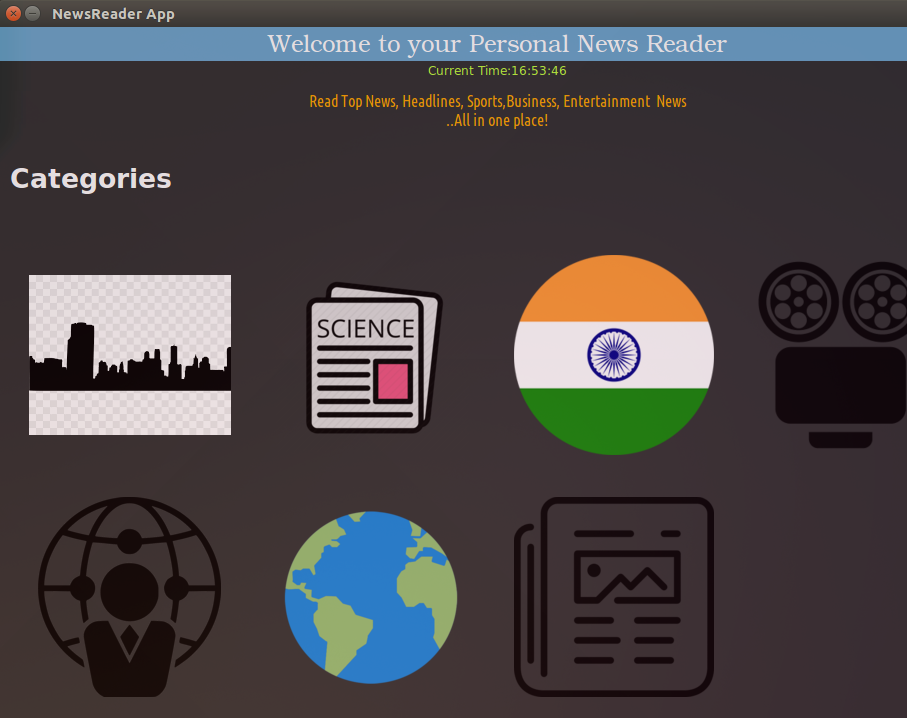 NewsReader App
Welcome to your Personal News Reader
Current Time:16:53:46
Read Top News, Headlines, Sports,Business, Entertainment  News
..All in one place!
Categories
SCIENCE